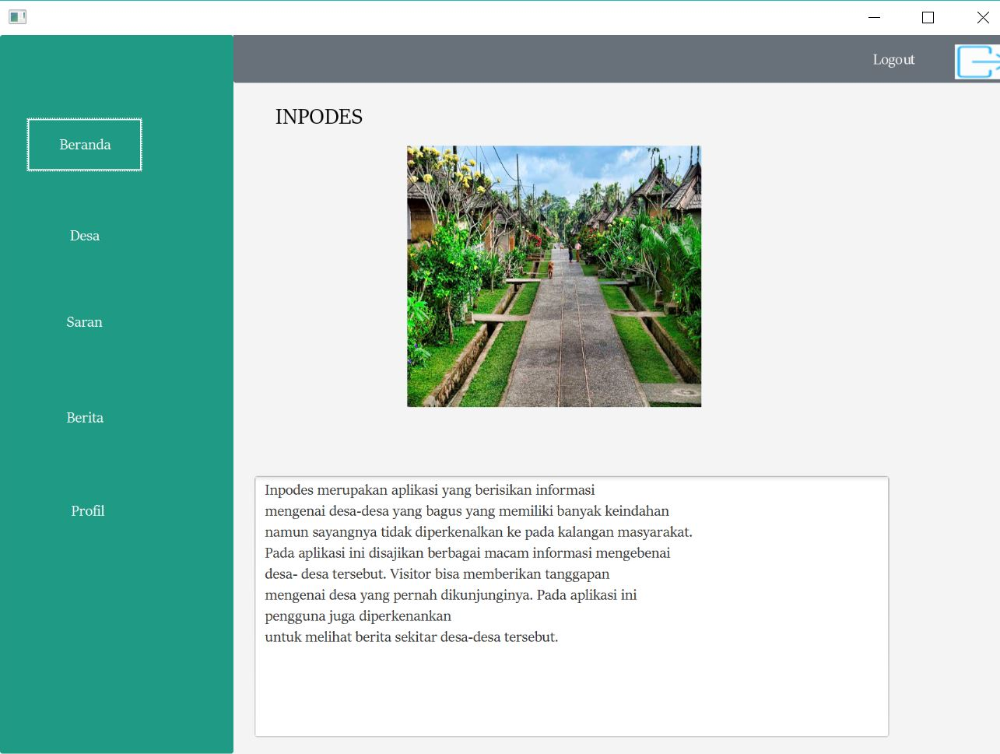 Logout
INPODES
Beranda
Desa
Saran
Berita
Profil
Inpodes merupakan aplikasi yang berisikan informasi
mengenai desa-desa yang bagus yang memiliki banyak keindahan
namun sayangnya tidak diperkenalkan ke pada kalangan masyarakat.
Pada aplikasi ini disajikan berbagai macam informasi mengebenai
desa- desa tersebut. Visitor bisa memberikan tanggapan
mengenai desa yang pernah dikunjunginya. Pada aplikasi ini
pengguna juga diperkenankan
untuk melihat berita sekitar desa-desa tersebut.